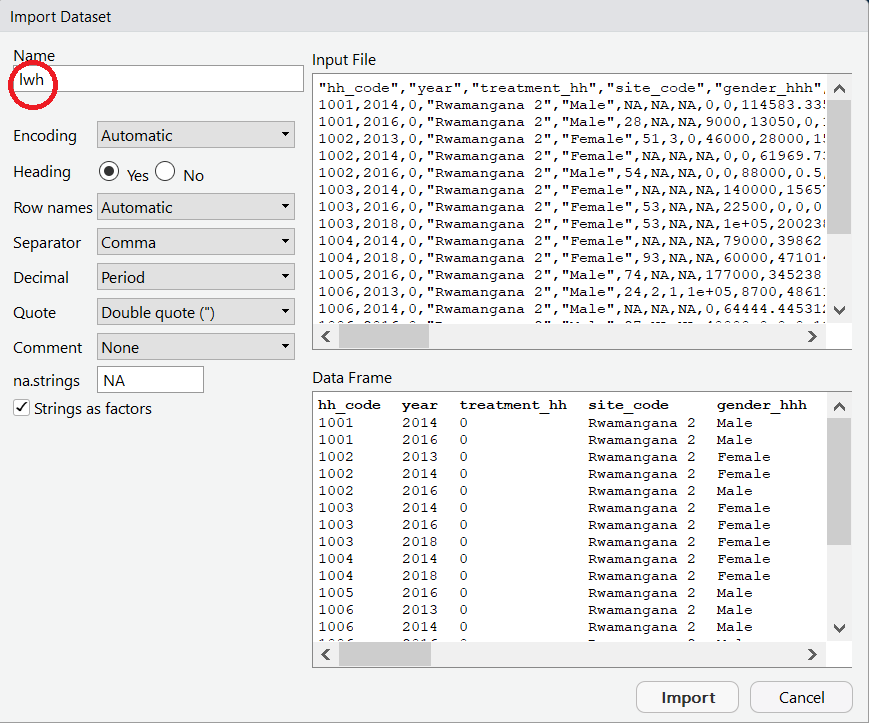 Import Dataset
Name
lwh
Encoding Automatic
Heading Yes No
Row names Automatic
Separator Comma
Decimal Period
Quote Double quote (")
Comment None
na.strings NA
Strings as factors
Input File
"hh_code","year","treatment_hh","site_code","gender_hhh",
1001,2014,0,"Rwamangana 2","Male",NA,NA,NA,0,0,114583.335
1001,2016,0,"Rwamangana 2","Male",28,NA,NA,9000,13050,0,1
1002,2013,0,"Rwamangana 2","Female",51,3,0,46000,28000,15
1002,2014,0,"Rwamangana 2","Female",NA,NA,NA,0,0,61969.73
1002,2016,0,"Rwamangana 2","Male",54,NA,NA,0,0,88000,0.5,
1003,2014,0,"Rwamangana 2","Female",NA,NA,NA,140000,15657
1003,2016,0,"Rwamangana 2","Female",53,NA,NA,22500,0,0,0
1003,2018,0,"Rwamangana 2","Female",53,NA,NA,1e+05,200238
1004,2014,0,"Rwamangana 2","Female",NA,NA,NA,79000,39862
1004,2018,0,"Rwamangana 2","Female",93,NA,NA,60000,471014
1005,2016,0,"Rwamangana 2","Male",74,NA,NA,177000,345238
1006,2013,0,"Rwamangana 2","Male",24,2,1,1e+05,8700,48611
1006,2014,0,"Rwamangana 2","Male",NA,NA,NA,0,64444.445312
Data Frame
hh_code year treatment_hh site_code gender_hhh
1001 2014 0 Rwamangana 2 Male
1001 2016 0 Rwamangana 2 Male
1002 2013 0 Rwamangana 2 Female
1002 2014 0 Rwamangana 2 Female
1002 2016 0 Rwamangana 2 Male
1003 2014 0 Rwamangana 2 Female
1003 2016 0 Rwamangana 2 Female
1003 2018 0 Rwamangana 2 Female
1004 2014 0 Rwamangana 2 Female
1004 2018 0 Rwamangana 2 Female
1005 2016 0 Rwamangana 2 Male
1006 2013 0 Rwamangana 2 Male
1006 2014 0 Rwamangana 2 Male
Import Cancel